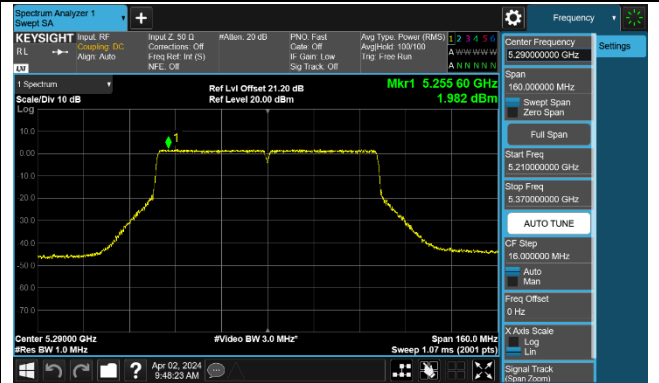 Spectrum Analyzer 1
Swept SA
+
Frequency
KEYSIGHT
RL
LXI
Input: RF
Coupling: DC
Align: Auto
Input Z: 50 Ω
Corrections: Off
Freq Ref: Int (S)
NFE: Off
#Atten: 20 dB
PNO: Fast
Gate: Off
IF Gain: Low
Sig Track: Off
Avg Type: Power (RMS)
Avg|Hold: 100/100
Trig: Free Run
1 2 3 4 5 6
A W W W W W
A N N N N N
1 Spectrum
Scale/Div 10 dB
Ref Lvl Offset 21.20 dB
Ref Level 20.00 dBm
Mkr1 5.255 60 GHz
1.982 dBm
Log
10.0
0.00
-10.0
-20.0
-30.0
-40.0
-50.0
-60.0
-70.0
1
Center 5.29000 GHz
#Res BW 1.0 MHz
#Video BW 3.0 MHz*
Span 160.0 MHz
Sweep 1.07 ms (2001 pts)
?
Apr 02, 2024
9:48:23 AM
Center Frequency
5.290000000 GHz
Settings
Span
160.000000 MHz
Swept Span
Zero Span
Full Span
Start Freq
5.210000000 GHz
Stop Freq
5.370000000 GHz
AUTO TUNE
CF Step
16.000000 MHz
Auto
Man
Freq Offset
0 Hz
X Axis Scale
Log
Lin
Signal Track
(Span Zoom)